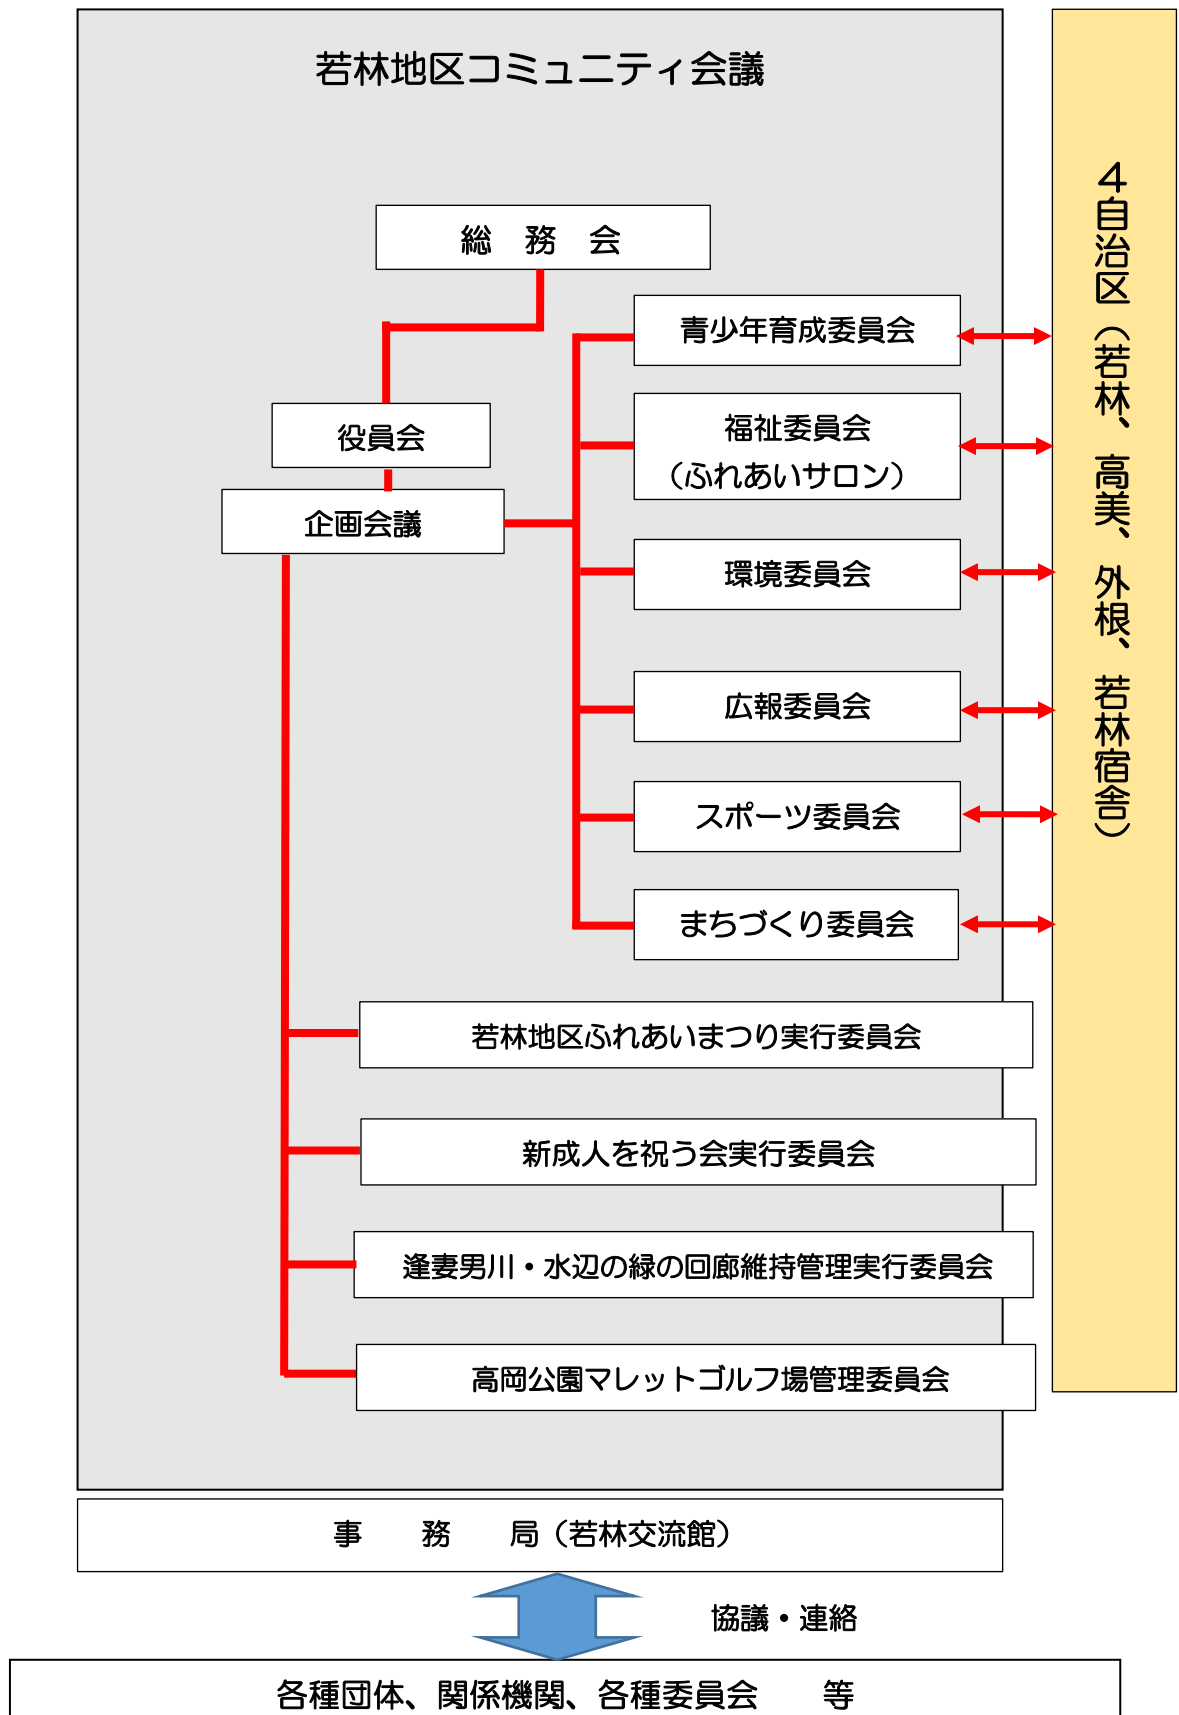 若林地区コミュニティ会議
総　務　会
青少年育成委員会
福祉委員会
（ふれあいサロン）
役員会
企画会議
環境委員会
広報委員会
スポーツ委員会
まちづくり委員会
若林地区ふれあいまつり実行委員会
新成人を祝う会実行委員会
逢妻男川・水辺の緑の回廊維持管理実行委員会
高岡公園マレットゴルフ場管理委員会
４自治区（若林、高美、外根、若林宿舎）
事　　務　　局（若林交流館）
協議・連絡
各種団体、関係機関、各種委員会　　等